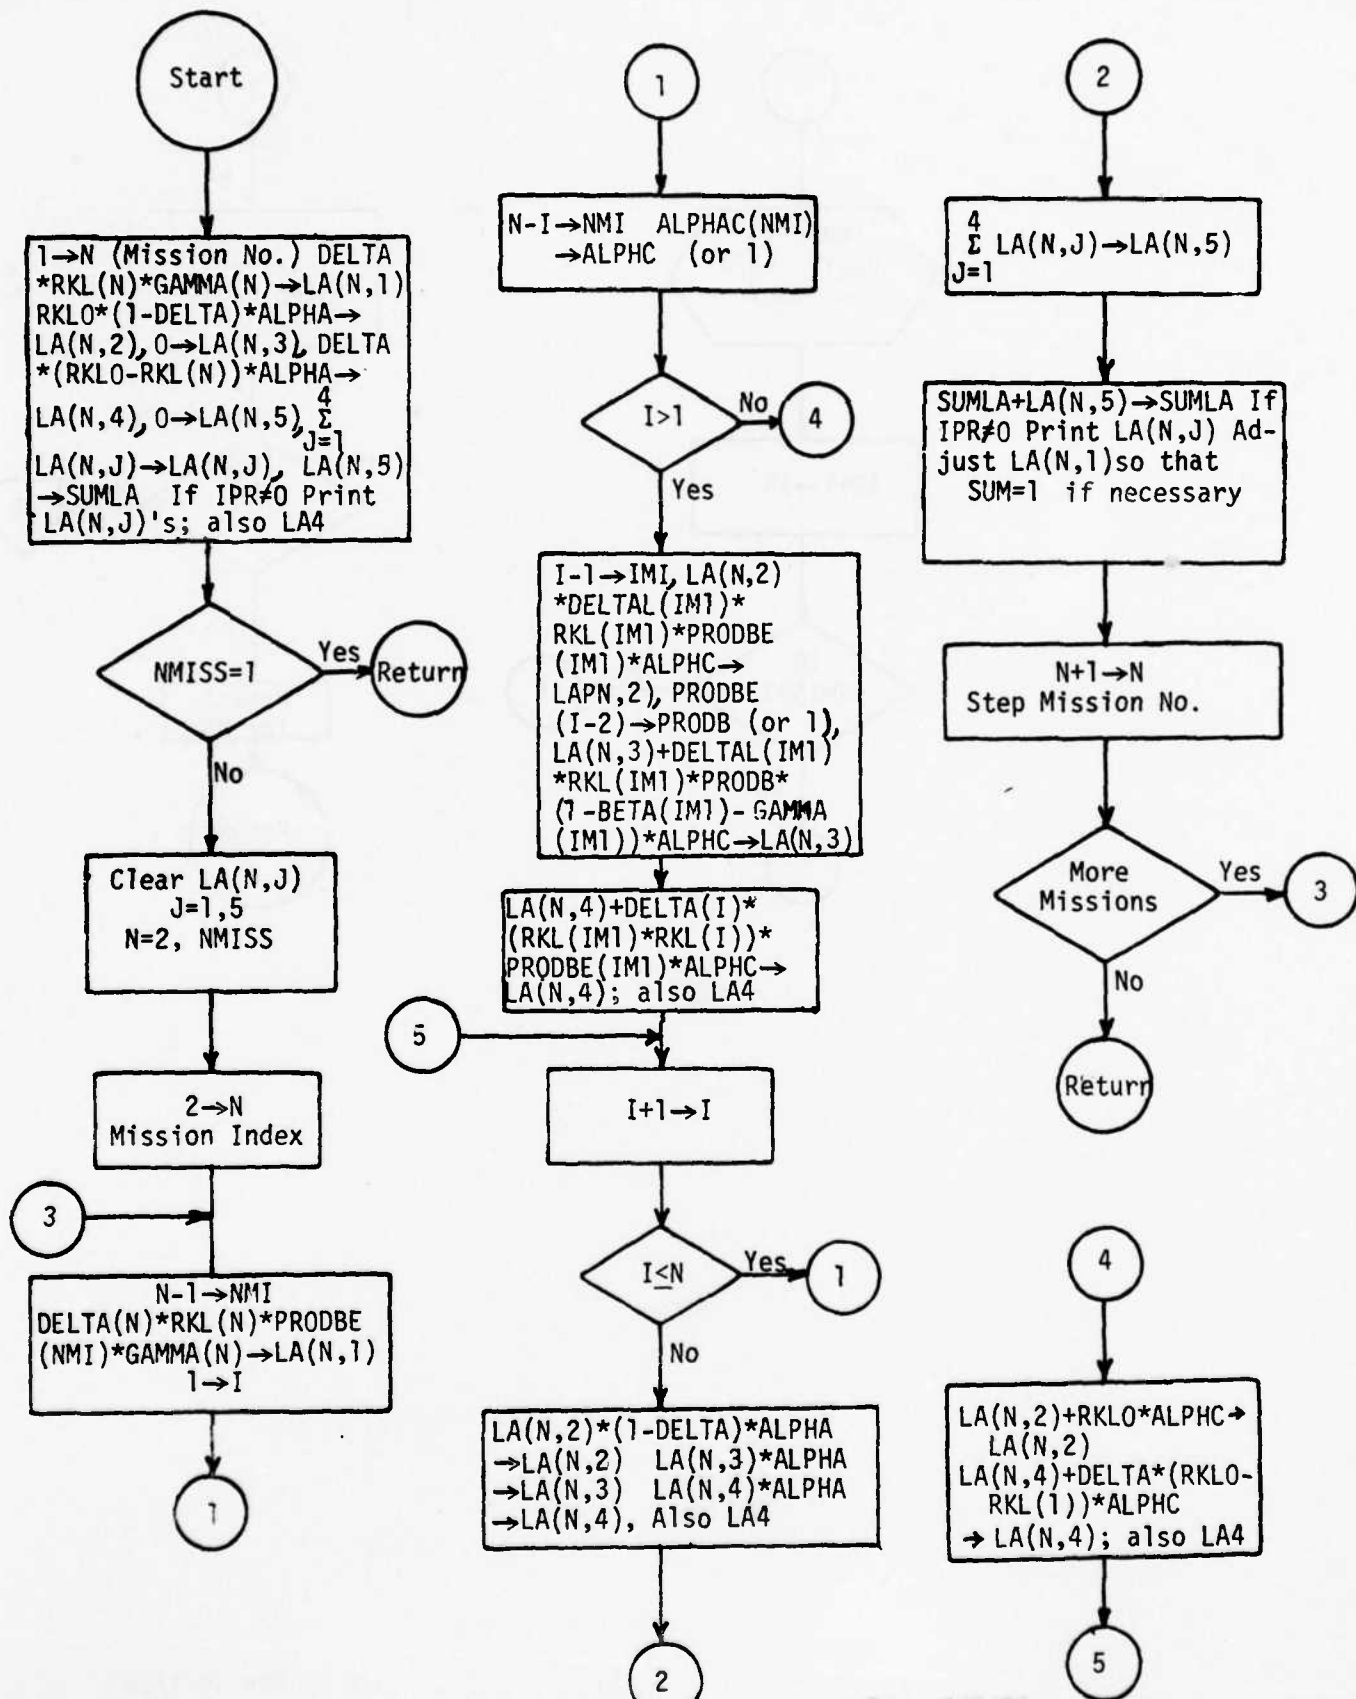 Start
1→N (Mission No.) DELTA
*RKL(N)*GAMMA(N)→LA(N,1)
RKLO*(1-DELTA)*ALPHA→
LA(N,2), O→LA(N,3), DELTA
*(RKLO-RKL(N))*ALPHA→
4
LA(N,4), O→LA(N,5), Σ
J=1
LA(N,J)→LA(N,J), LA(N,5)
→SUMLA If IPR≠0 Print
LA(N,J)'s; also LA4
NMISS=1
Yes
Return
No
Clear LA(N,J)
J=1,5
N=2, NMISS
2→N
Mission Index
3
N-1→NMI
DELTA(N)*RKL(N)*PRODBE
(NMI)*GAMMA(N)→LA(N,1)
1→I
1
1
N-I→NMI ALPHAC(NMI)
→ALPHC (or 1)
I>1
No
4
Yes
I-1→IMI, LA(N,2)
*DELTAL(IM1)*
RKL(IM1)*PRODBE
(IM1)*ALPHC→
LAPN,2), PRODBE
(I-2)→PRODB (or 1),
LA(N,3)+DELTAL(IM1)
*RKL(IM1)*PRODB*
(1-BETA(IM1)-GAMMA
(IM1))*ALPHC→LA(N,3)
LA(N,4)+DELTA(I)*
(RKL(IM1)*RKL(I))*
PRODBE(IM1)*ALPHC→
LA(N,4); also LA4
5
I+1→I
I≤N
Yes
1
No
LA(N,2)*(1-DELTA)*ALPHA
→LA(N,2) LA(N,3)*ALPHA
→LA(N,3) LA(N,4)*ALPHA
→LA(N,4), Also LA4
2
2
4
Σ LA(N,J)→LA(N,5)
J=1
SUMLA+LA(N,5)→SUMLA If
IPR≠0 Print LA(N,J) Ad-
just LA(N,1)so that
SUM=1 if necessary
N+1→N
Step Mission No.
More
Missions
Yes
3
No
Return
4
LA(N,2)+RKLO*ALPHC→
LA(N,2)
LA(N,4)+DELTA*(RKLO-
RKL(1))*ALPHC
→ LA(N,4); also LA4
5